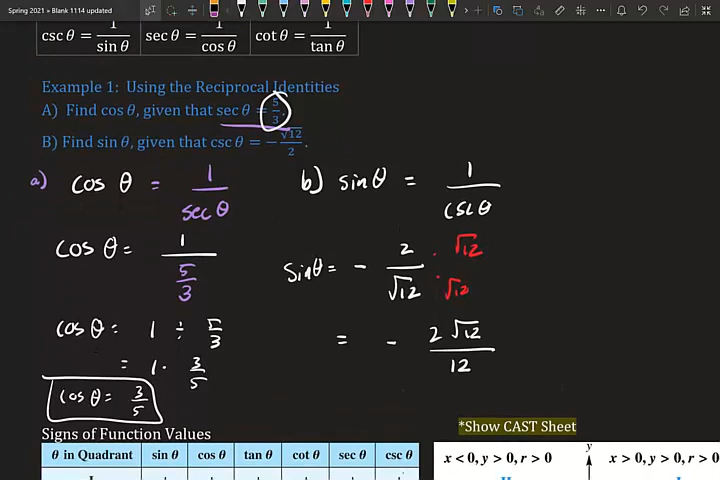 Spring 2021 » Blank 1114 updated
csc θ = 1/sin θ sec θ = 1/cos θ cot θ = 1/tan θ
Example 1: Using the Reciprocal Identities
A) Find cos θ, given that sec θ = 5/3.
B) Find sin θ, given that csc θ = −√12/2.
a) cos θ = 1/sec θ
cos θ = 1/(5/3)
cos θ = 1 ÷ 5/3
= 1 · 3/5
cos θ = 3/5
b) sin θ = 1/csc θ
sin θ = − 2/√12 · √12/√12
= − 2√12/12
*Show CAST Sheet
Signs of Function Values
θ in Quadrant sin θ cos θ tan θ cot θ sec θ csc θ
x < 0, y > 0, r > 0 y x > 0, y > 0, r > 0